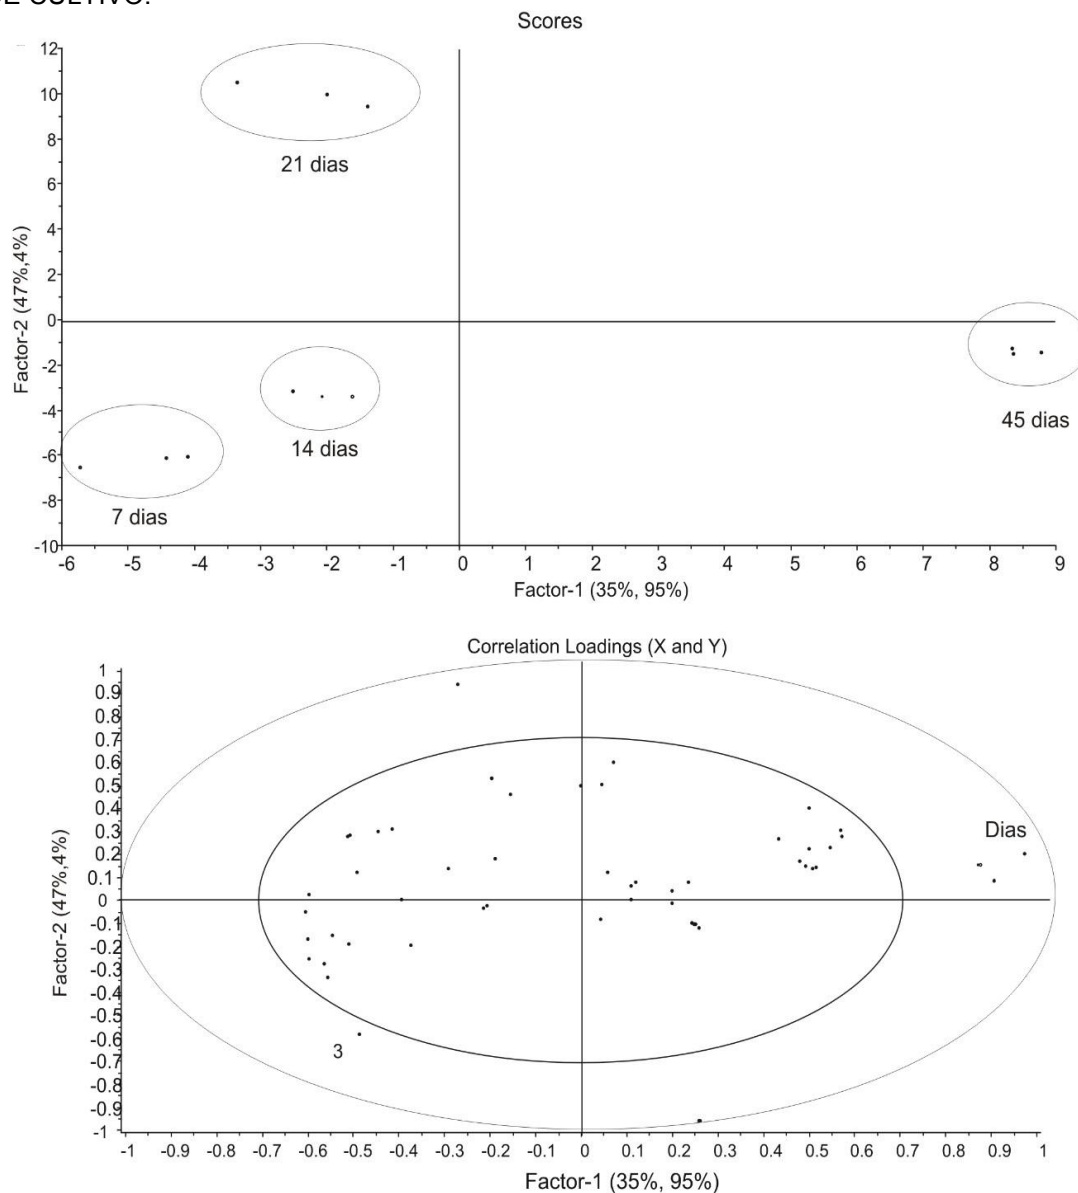 DE CULTIVO.
Scores
12
10
8
6
4
2
0
-2
-4
-6
-8
-10
Factor-2 (47%,4%)
21 dias
45 dias
14 dias
7 dias
-6 -5 -4 -3 -2 -1 0 1 2 3 4 5 6 7 8 9
Factor-1 (35%, 95%)
Correlation Loadings (X and Y)
1
0.9
0.8
0.7
0.6
0.5
0.4
0.3
0.2
0.1
0
-0.1
-0.2
-0.3
-0.4
-0.5
-0.6
-0.7
-0.8
-0.9
-1
Factor-2 (47%,4%)
Dias
3
-1 -0.9 -0.8 -0.7 -0.6 -0.5 -0.4 -0.3 -0.2 -0.1 0 0.1 0.2 0.3 0.4 0.5 0.6 0.7 0.8 0.9 1
Factor-1 (35%, 95%)